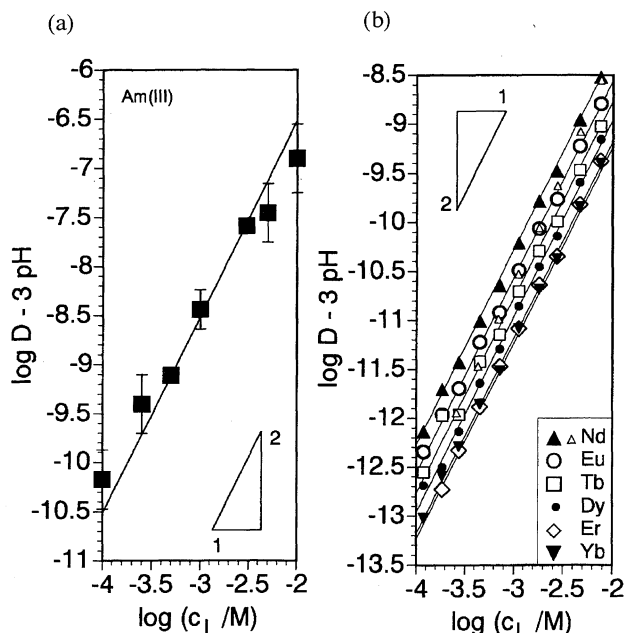 (a)
-6
Am(III)
-6.5
-7
-7.5
-8
-8.5
-9
-9.5
-10
-10.5
-11
log D - 3 pH
2
1
-4 -3.5 -3 -2.5 -2
log (c_L /M)
(b)
-8.5
-9
-9.5
-10
-10.5
-11
-11.5
-12
-12.5
-13
-13.5
log D - 3 pH
1
2
Nd
Eu
Tb
Dy
Er
Yb
-4 -3.5 -3 -2.5 -2
log (c_L /M)